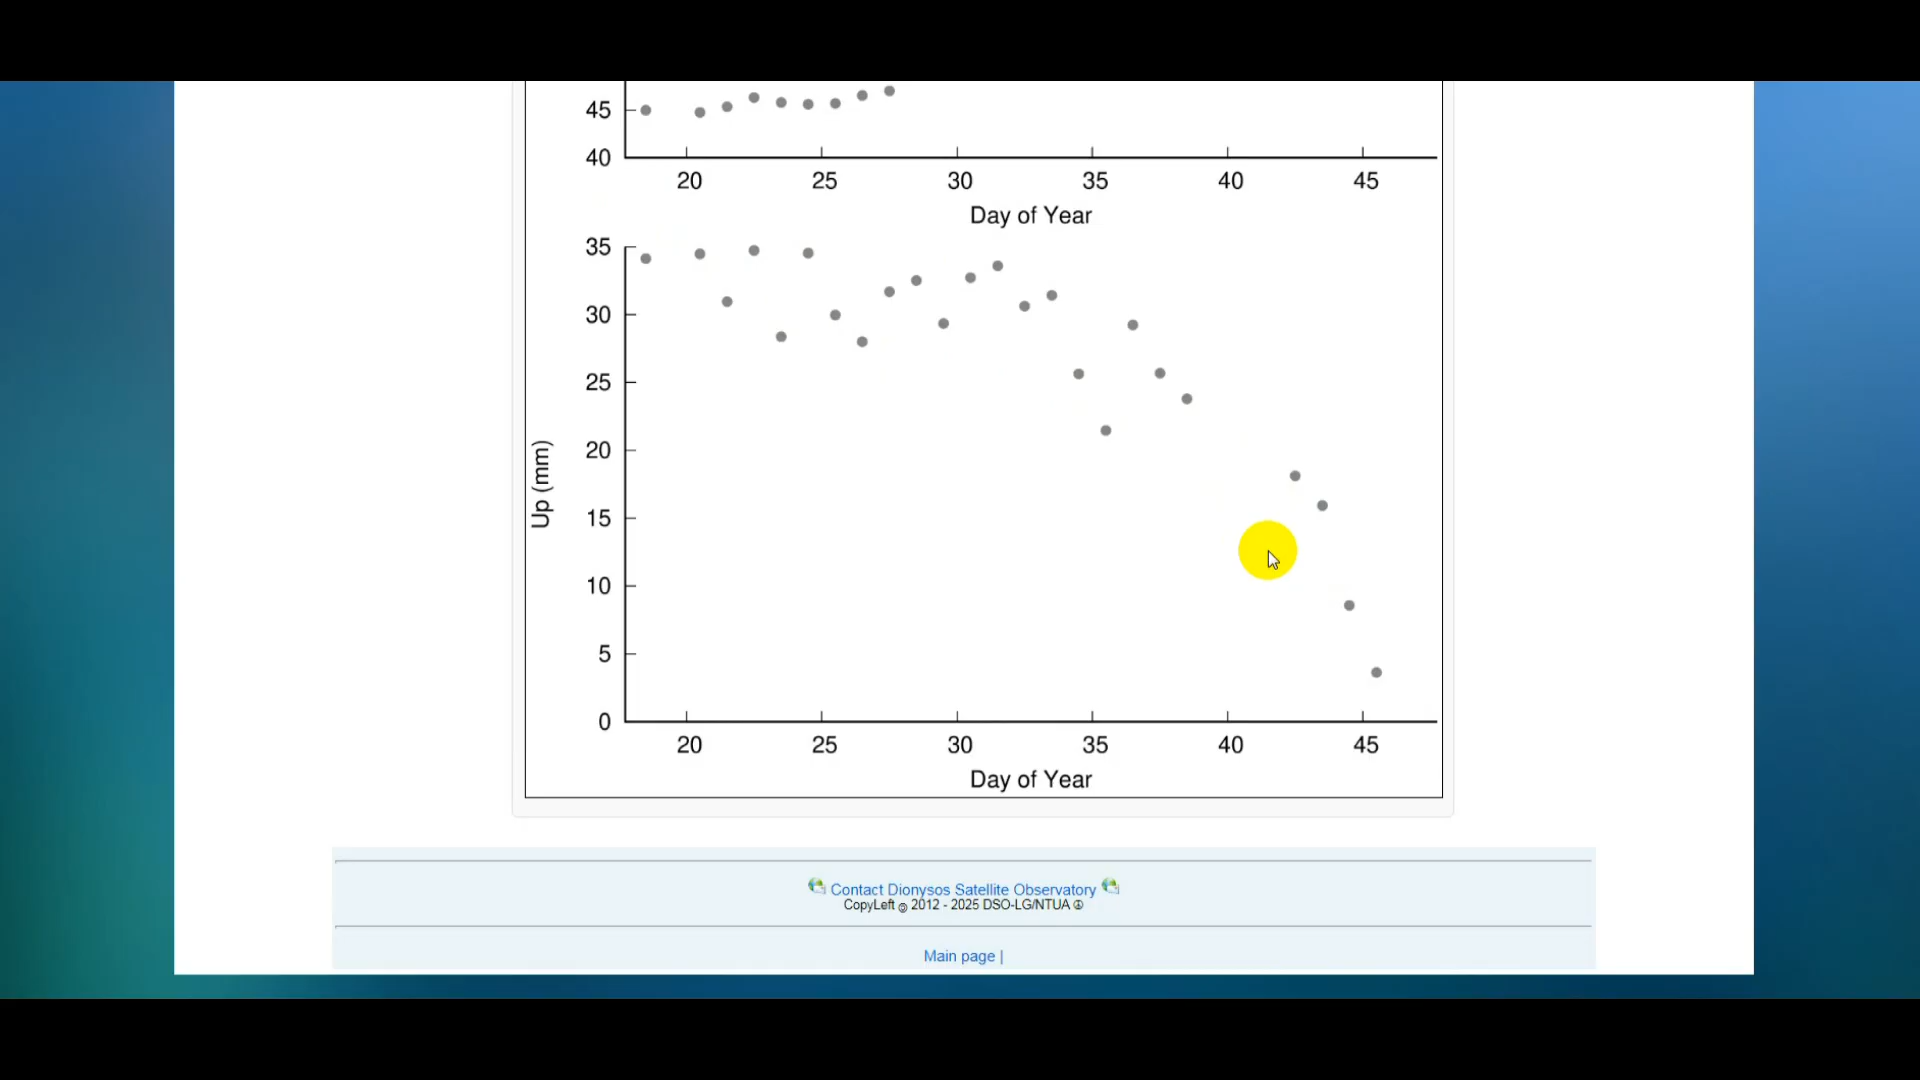 45
40
20 25 30 35 40 45
Day of Year
35
30
25
20
15
10
5
0
Up (mm)
20 25 30 35 40 45
Day of Year
Contact Dionysos Satellite Observatory
CopyLeft 🄯 2012 - 2025 DSO-LG/NTUA ☮
Main page |